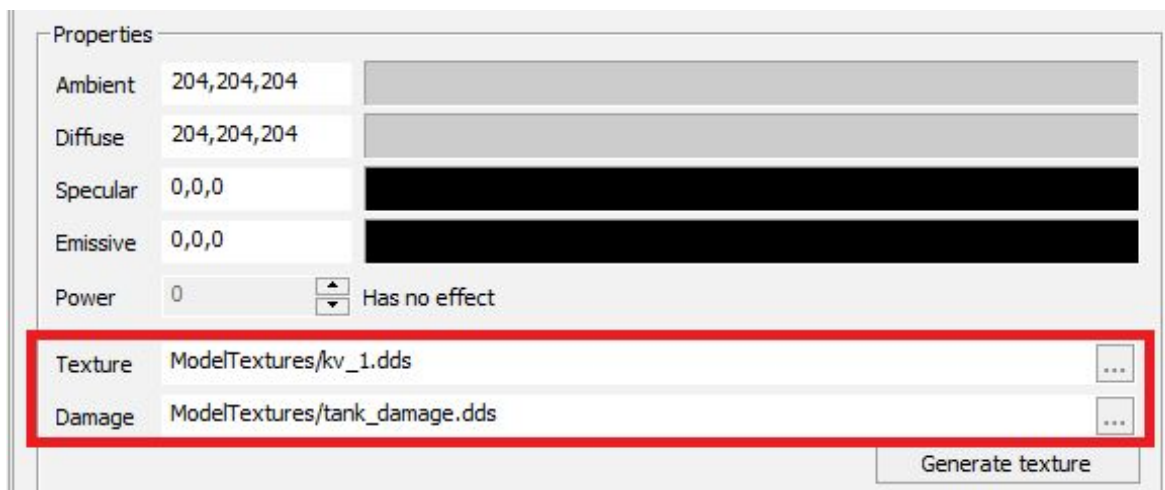 Properties
Ambient 204,204,204
Diffuse 204,204,204
Specular 0,0,0
Emissive 0,0,0
Power 0 Has no effect
Texture ModelTextures/kv_1.dds ...
Damage ModelTextures/tank_damage.dds ...
Generate texture